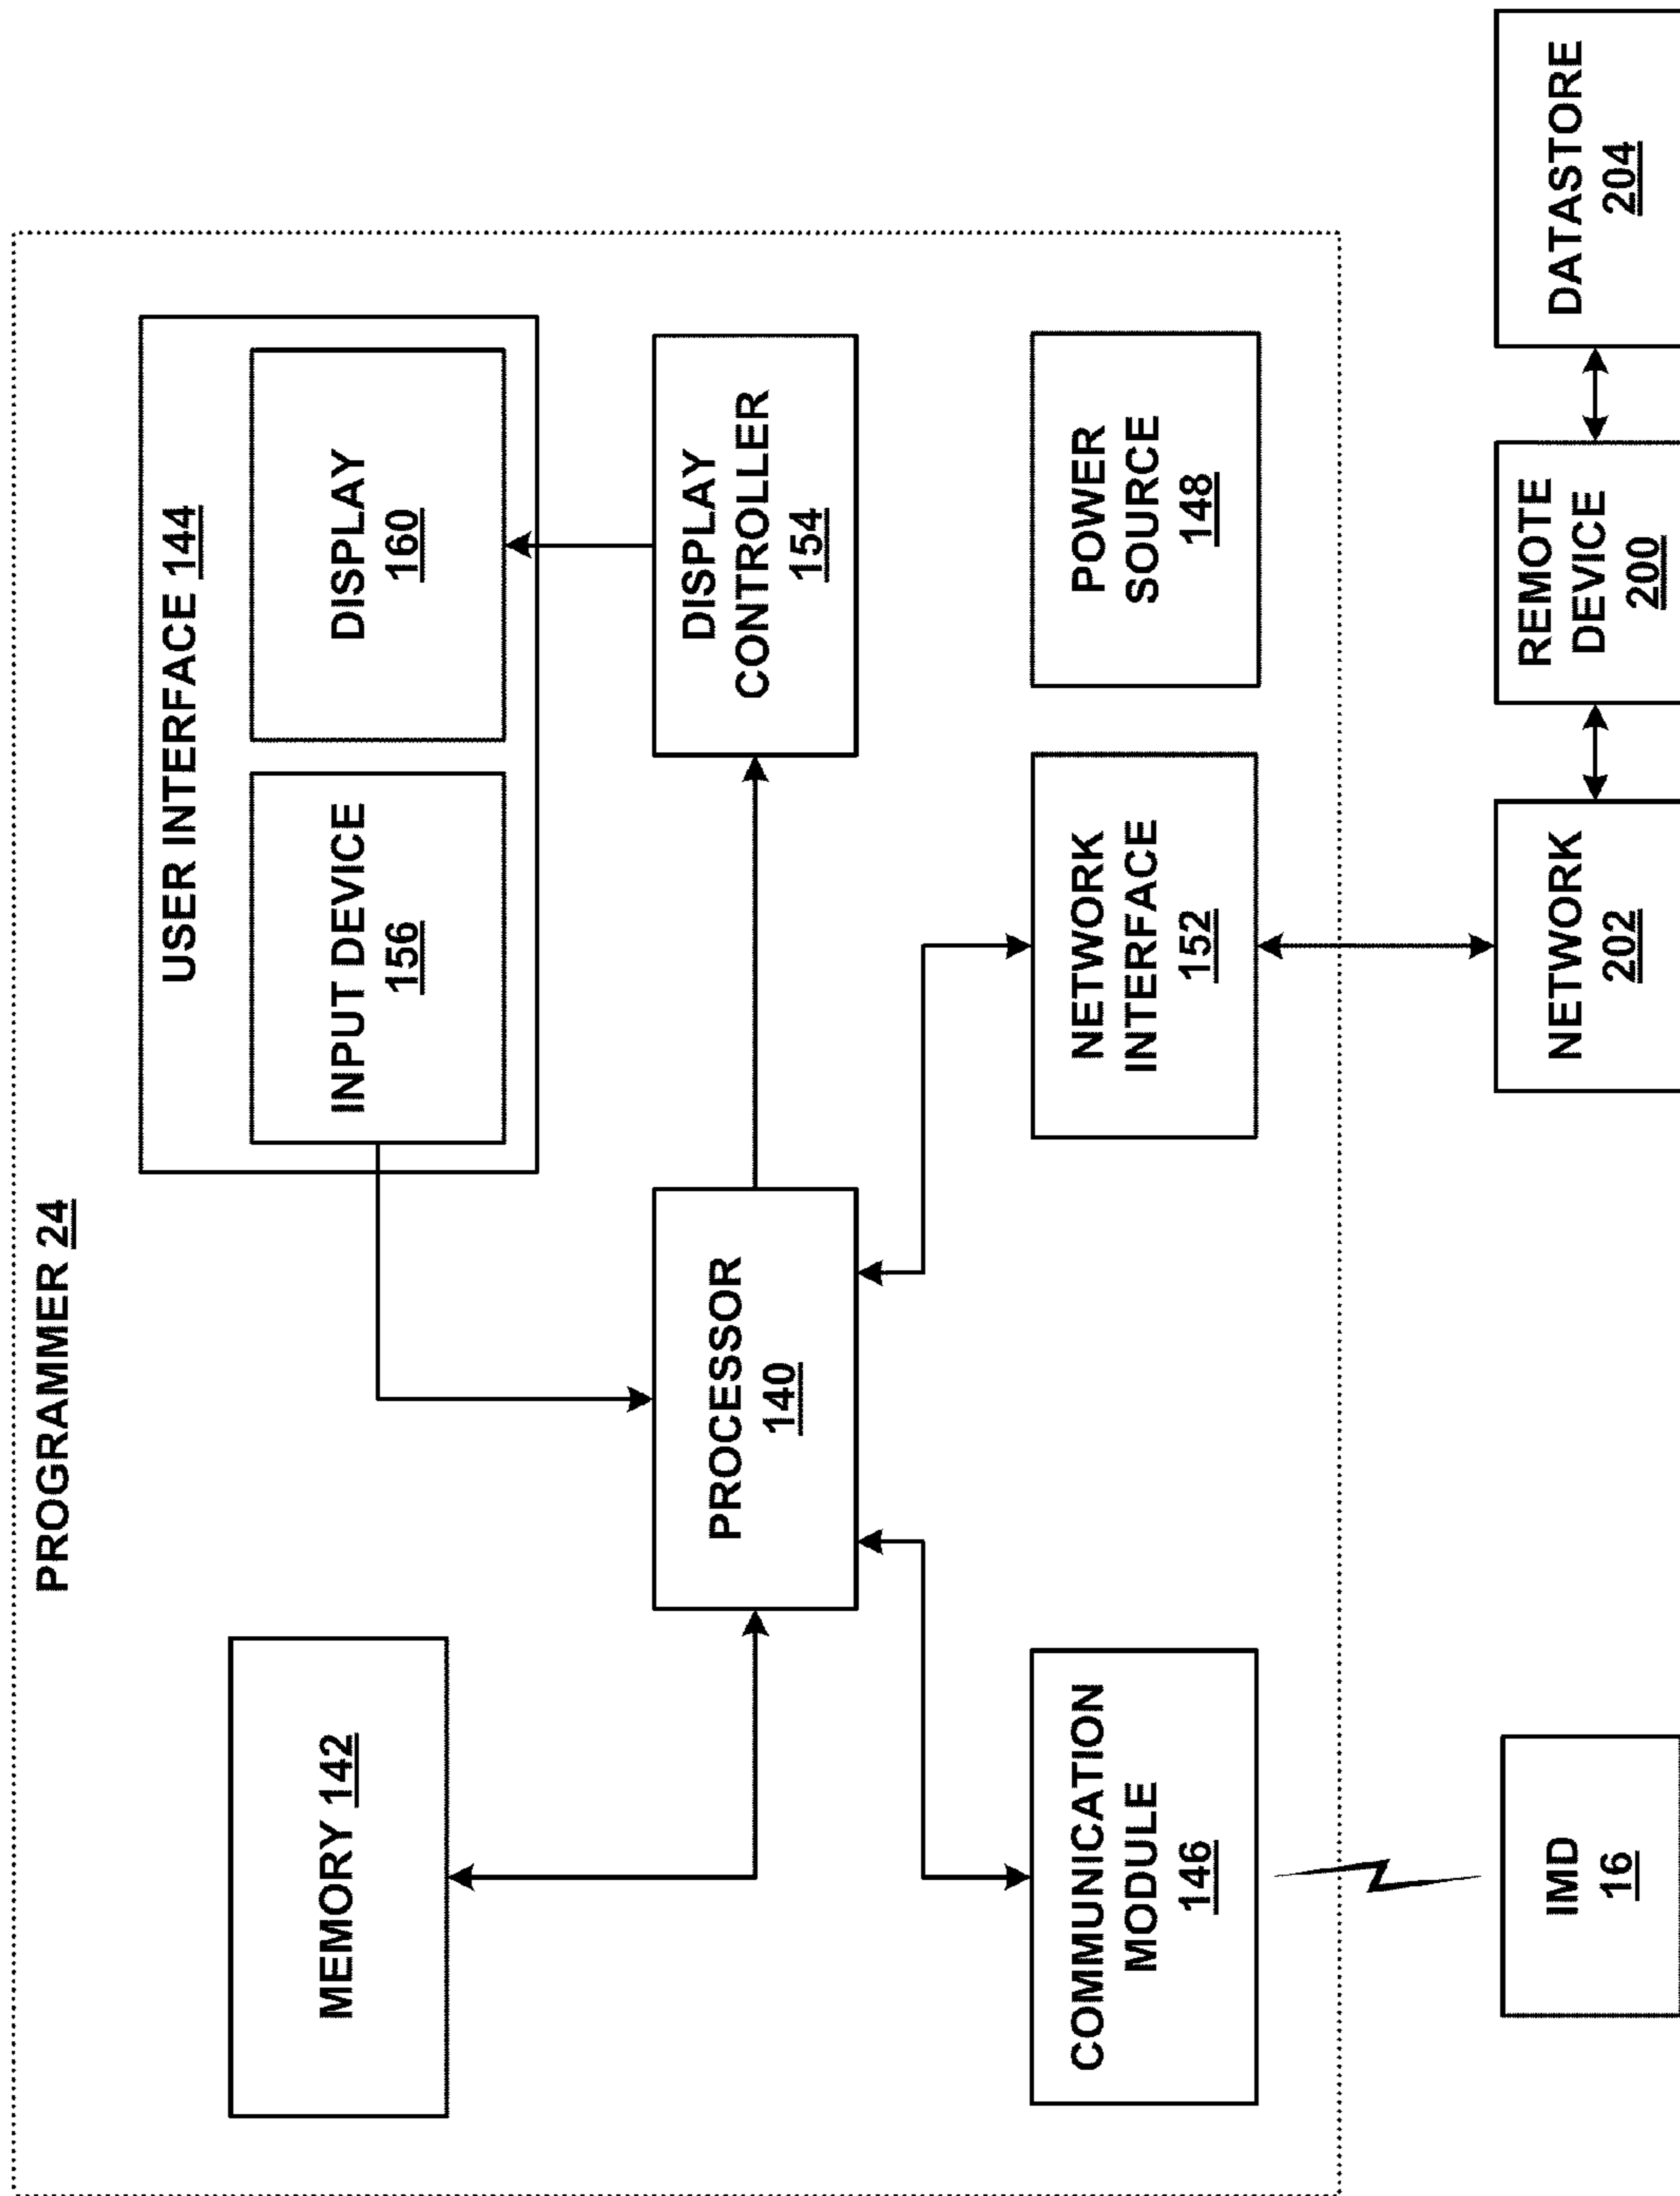 PROGRAMMER 24
USER INTERFACE 144
MEMORY 142
INPUT DEVICE
156
DISPLAY
160
PROCESSOR
140
DISPLAY
CONTROLLER
154
COMMUNICATION
MODULE
146
NETWORK
INTERFACE
152
POWER
SOURCE
148
IMD
16
NETWORK
202
REMOTE
DEVICE
200
DATASTORE
204